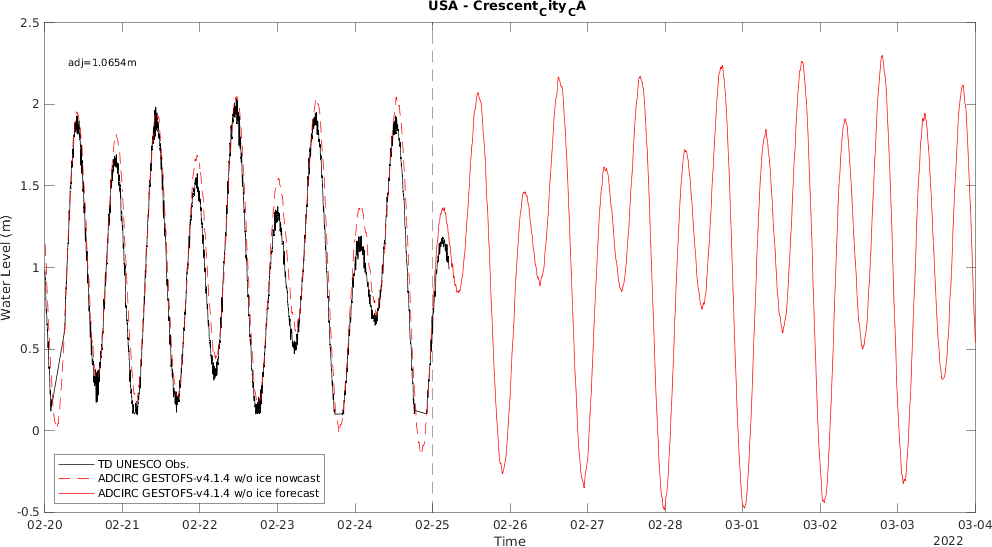 USA - CrescentCityCA
2.5
adj=1.0654m
2
1.5
1
0.5
0
-0.5
Water Level (m)
TD UNESCO Obs.
ADCIRC GESTOFS-v4.1.4 w/o ice nowcast
ADCIRC GESTOFS-v4.1.4 w/o ice forecast
02-20 02-21 02-22 02-23 02-24 02-25 02-26 02-27 02-28 03-01 03-02 03-03 03-04
Time
2022